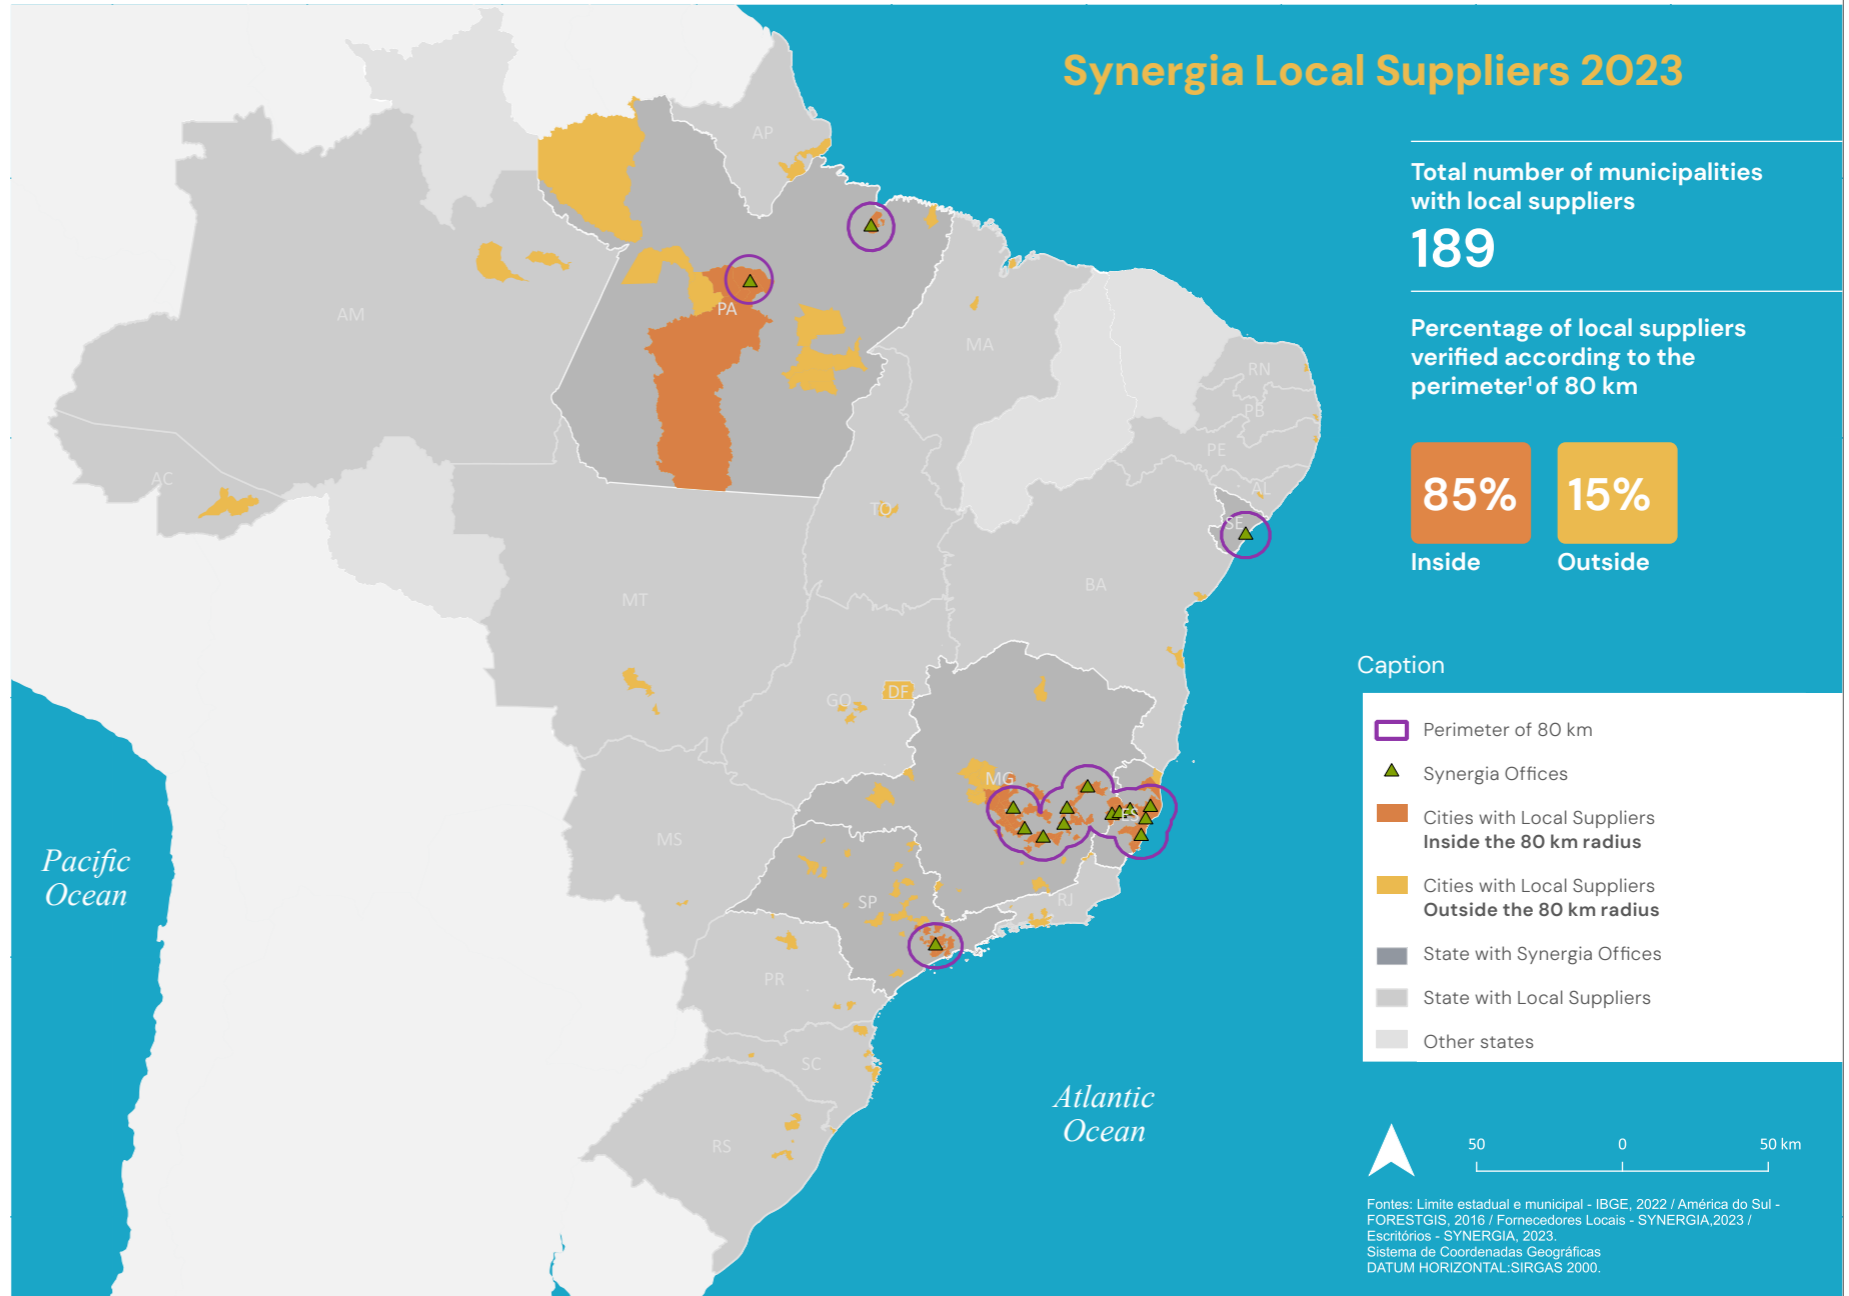 Synergia Local Suppliers 2023
Total number of municipalities
with local suppliers
189
Percentage of local suppliers
verified according to the
perimeter¹ of 80 km
85%
15%
Inside
Outside
Caption
Perimeter of 80 km
Synergia Offices
Cities with Local Suppliers
Inside the 80 km radius
Cities with Local Suppliers
Outside the 80 km radius
State with Synergia Offices
State with Local Suppliers
Other states
50 0 50 km
Fontes: Limite estadual e municipal - IBGE, 2022 / América do Sul -
FORESTGIS, 2016 / Fornecedores Locais - SYNERGIA,2023 /
Escritórios - SYNERGIA, 2023.
Sistema de Coordenadas Geográficas
DATUM HORIZONTAL:SIRGAS 2000.
AP
AM
PA
MA
RN
PB
PE
AL
SE
AC
TO
BA
MT
GO
DF
MG
ES
MS
SP
RJ
PR
SC
RS
Pacific
Ocean
Atlantic
Ocean